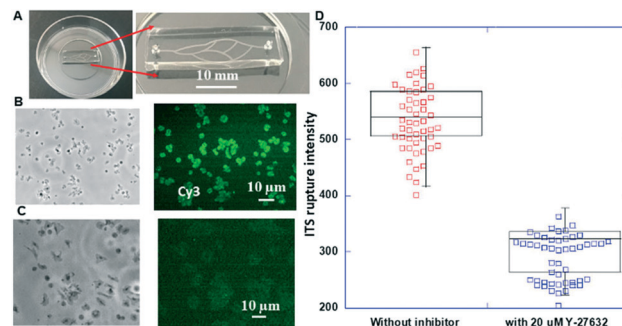 A
10 mm
B
Cy3
10 µm
C
10 µm
D
ITS rupture intensity
700
600
500
400
300
200
Without inhibitor
with 20 uM Y-27632